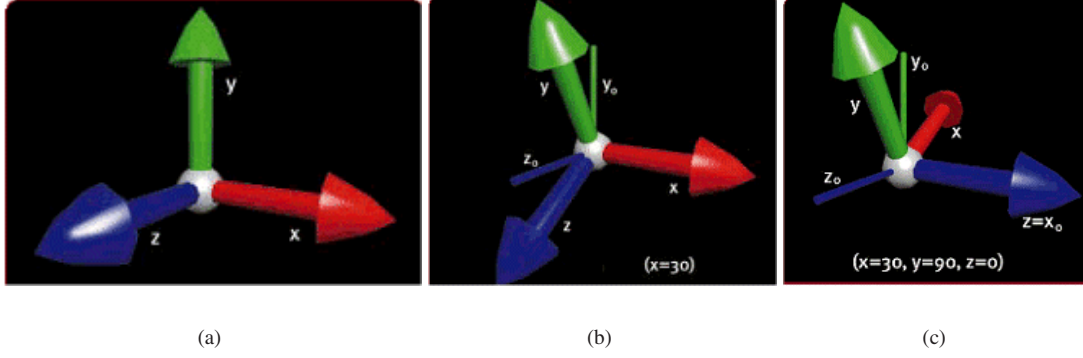 y
z
x
y
y₀
z₀
x
z
(x=30)
y₀
y
x
z₀
z=x₀
(x=30, y=90, z=0)
(a)
(b)
(c)